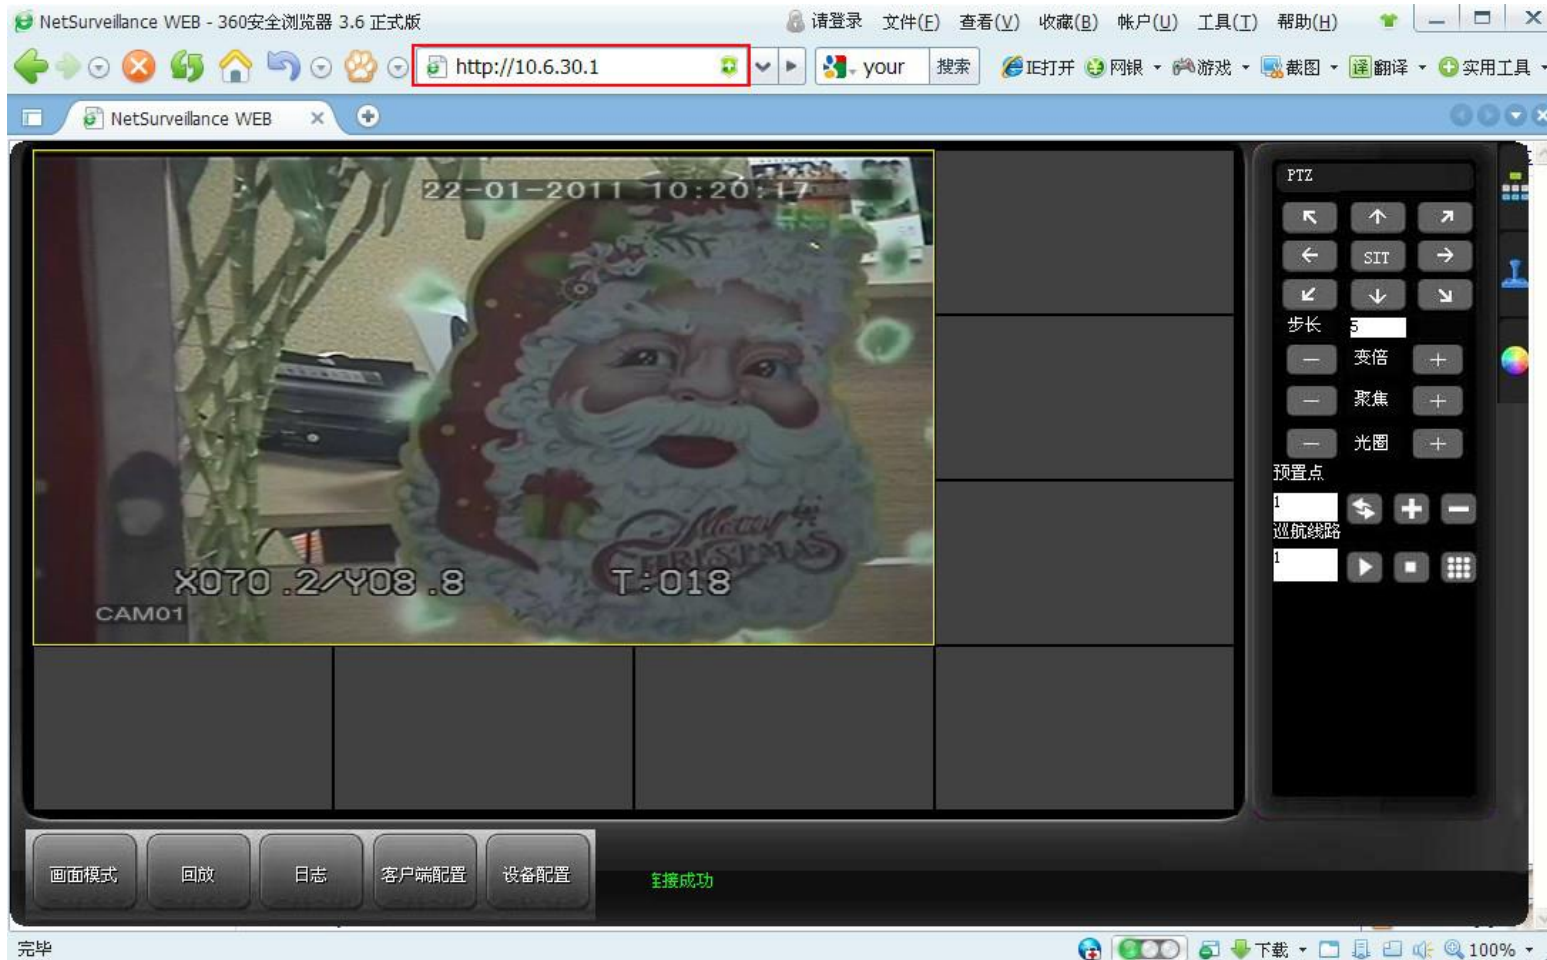 NetSurveillance WEB - 360安全浏览器 3.6 正式版
请登录 文件(F) 查看(V) 收藏(B) 帐户(U) 工具(T) 帮助(H)
http://10.6.30.1
your 搜索 IE打开 网银 游戏 截图 译 翻译 实用工具
NetSurveillance WEB
22-01-2011 10:20:17
Merry
CHRISTMAS
X070.2/Y08.8 T:018
CAM01
PTZ
SIT
步长 5
变倍
聚焦
光圈
预置点
1
巡航线路
1
画面模式 回放 日志 客户端配置 设备配置
接成功
完毕
下载 100%